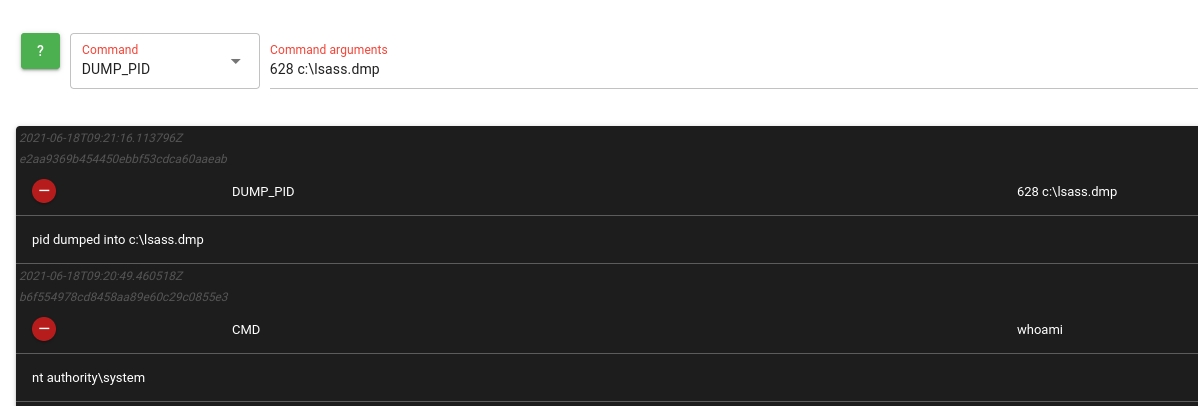 ?
Command
DUMP_PID
Command arguments
628 c:\lsass.dmp
2021-06-18T09:21:16.113796Z
e2aa9369b454450ebbf53cdca60aaeab
DUMP_PID 628 c:\lsass.dmp
pid dumped into c:\lsass.dmp
2021-06-18T09:20:49.460518Z
b6f554978cd8458aa89e60c29c0855e3
CMD whoami
nt authority\system